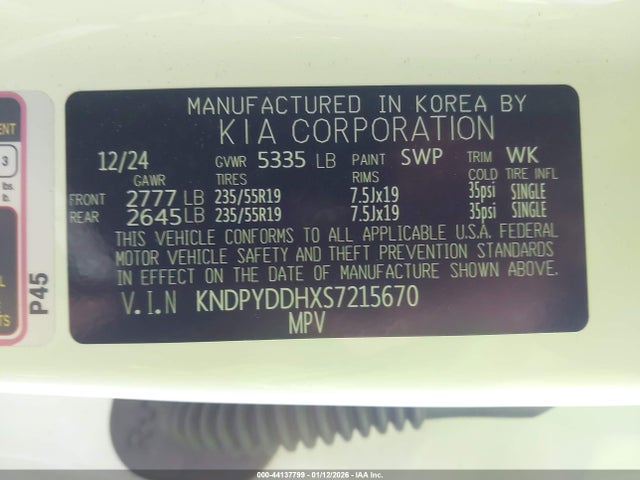 MANUFACTURED IN KOREA BY
KIA CORPORATION
12/24 GVWR 5335 LB PAINT SWP TRIM WK
GAWR TIRES RIMS COLD TIRE INFL
FRONT 2777 LB 235/55R19 7.5Jx19 35psi SINGLE
REAR 2645 LB 235/55R19 7.5Jx19 35psi SINGLE
THIS VEHICLE CONFORMS TO ALL APPLICABLE U.S.A. FEDERAL
MOTOR VEHICLE SAFETY AND THEFT PREVENTION STANDARDS
IN EFFECT ON THE DATE OF MANUFACTURE SHOWN ABOVE.
V.I.N KNDPYDDHXS7215670
MPV
P45
3
lbs.
lb.
000-44137799 - 01/12/2026 - IAA Inc.